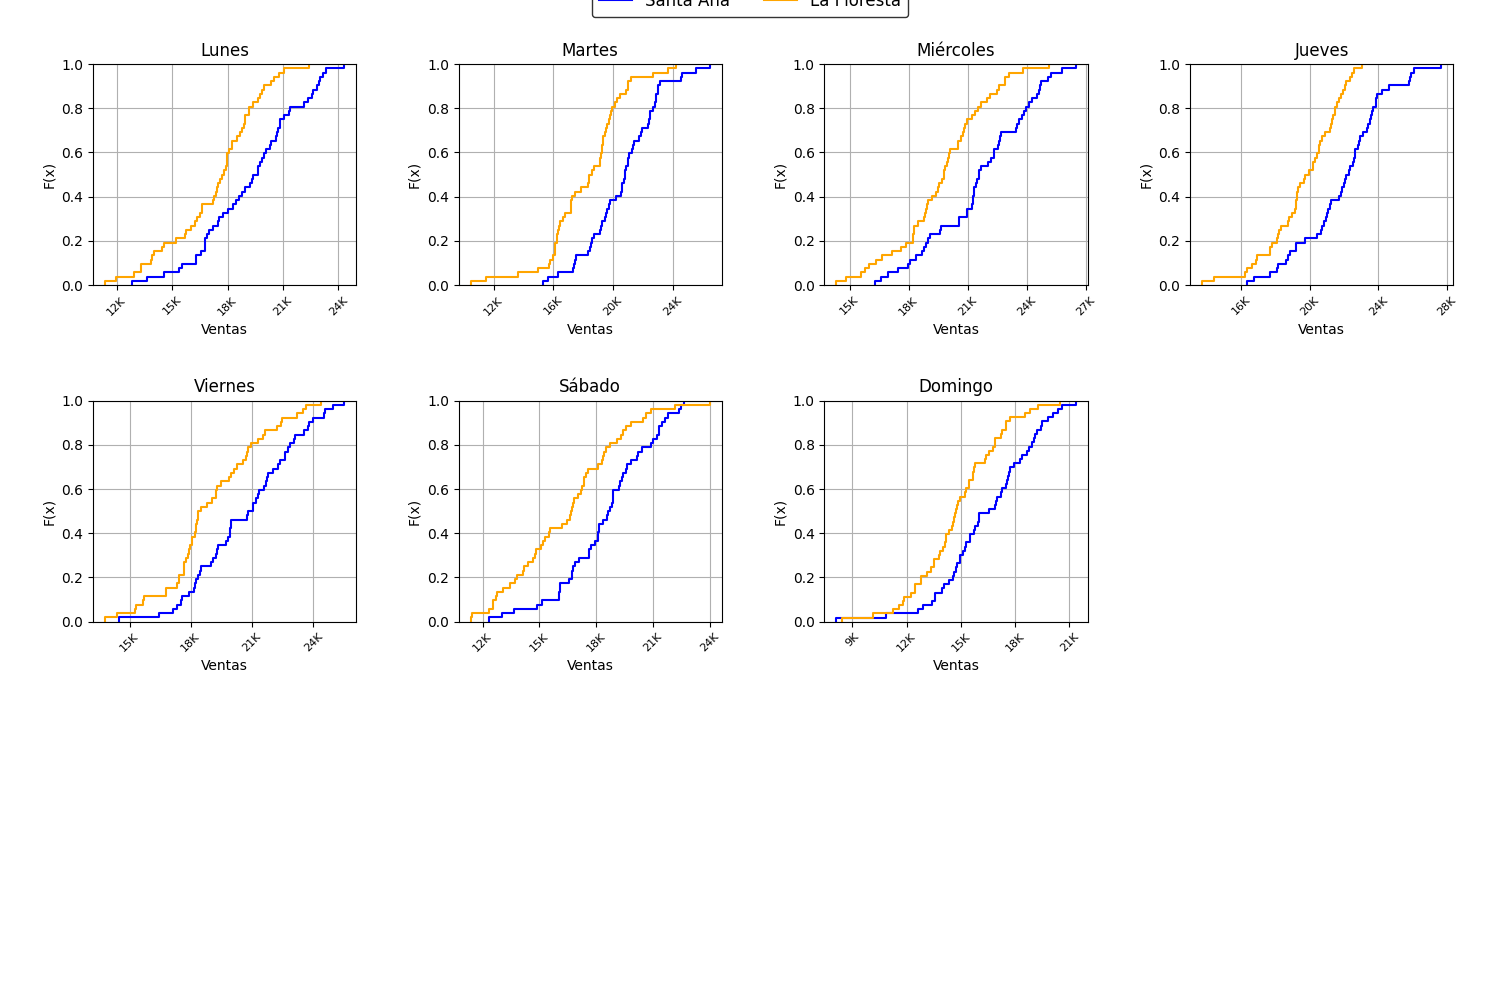 Santa Ana La Floresta
Lunes Martes Miércoles Jueves
1.0 1.0 1.0 1.0
0.8 0.8 0.8 0.8
0.6 0.6 0.6 0.6
F(x) F(x) F(x) F(x)
0.4 0.4 0.4 0.4
0.2 0.2 0.2 0.2
0.0 0.0 0.0 0.0
12K 15K 18K 21K 24K 12K 16K 20K 24K 15K 18K 21K 24K 27K 16K 20K 24K 28K
Ventas Ventas Ventas Ventas
Viernes Sábado Domingo
1.0 1.0 1.0
0.8 0.8 0.8
0.6 0.6 0.6
F(x) F(x) F(x)
0.4 0.4 0.4
0.2 0.2 0.2
0.0 0.0 0.0
15K 18K 21K 24K 12K 15K 18K 21K 24K 9K 12K 15K 18K 21K
Ventas Ventas Ventas